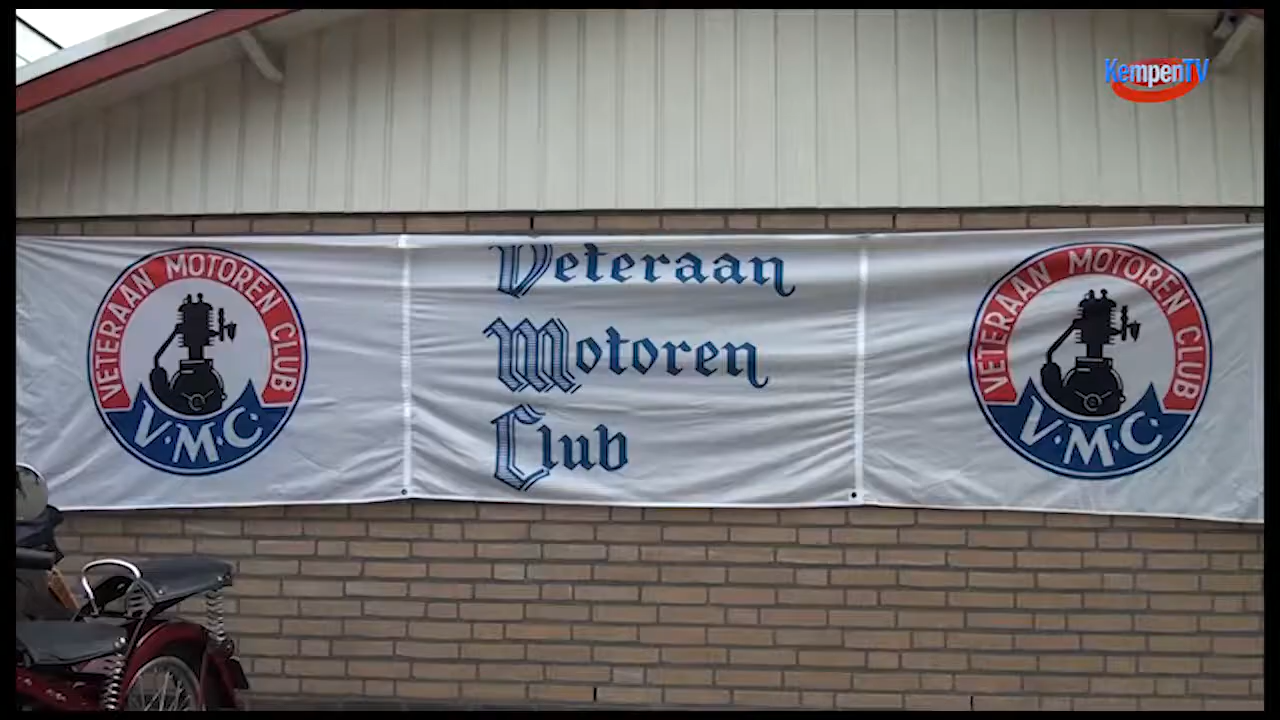 KempenTV
VETERAAN MOTOREN CLUB
V·M·C
Veteraan
Motoren
Club
VETERAAN MOTOREN CLUB
V·M·C